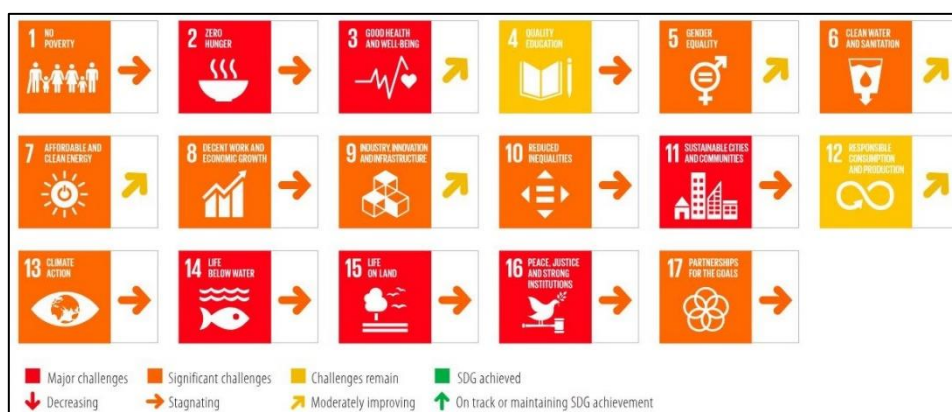 1 NO
POVERTY
2 ZERO
HUNGER
3 GOOD HEALTH
AND WELL-BEING
4 QUALITY
EDUCATION
5 GENDER
EQUALITY
6 CLEAN WATER
AND SANITATION
7 AFFORDABLE AND
CLEAN ENERGY
8 DECENT WORK AND
ECONOMIC GROWTH
9 INDUSTRY, INNOVATION
AND INFRASTRUCTURE
10 REDUCED
INEQUALITIES
11 SUSTAINABLE CITIES
AND COMMUNITIES
12 RESPONSIBLE
CONSUMPTION
AND PRODUCTION
13 CLIMATE
ACTION
14 LIFE
BELOW WATER
15 LIFE
ON LAND
16 PEACE, JUSTICE
AND STRONG
INSTITUTIONS
17 PARTNERSHIPS
FOR THE GOALS
Major challenges Significant challenges Challenges remain SDG achieved
Decreasing Stagnating Moderately improving On track or maintaining SDG achievement